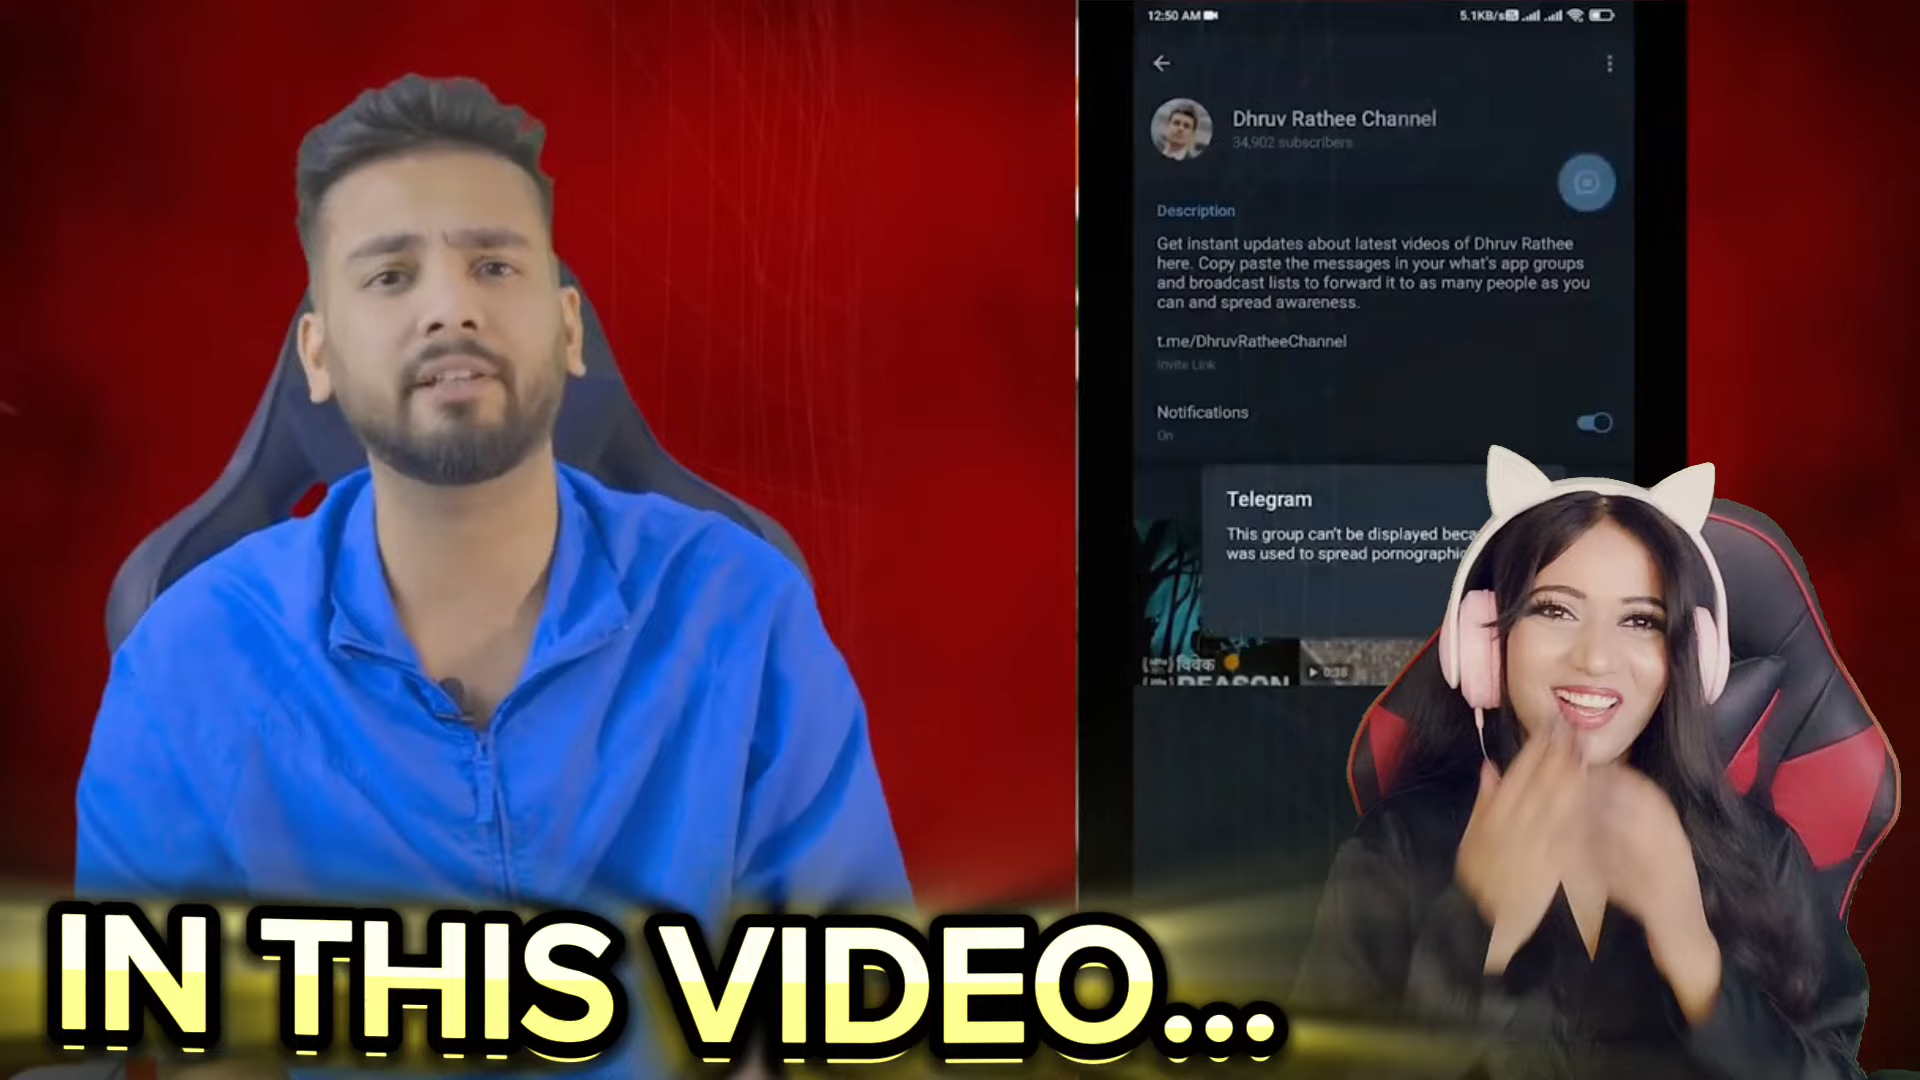 12:50 AM
5.1KB/s
Dhruv Rathee Channel
34,902 subscribers
Description
Get instant updates about latest videos of Dhruv Rathee
here. Copy paste the messages in your what's app groups
and broadcast lists to forward it to as many people as you
can and spread awareness.
t.me/DhruvRatheeChannel
Invite Link
Notifications
On
Telegram
This group can't be displayed beca
was used to spread pornographic
विवेक
REASON
0:38
IN THIS VIDEO...